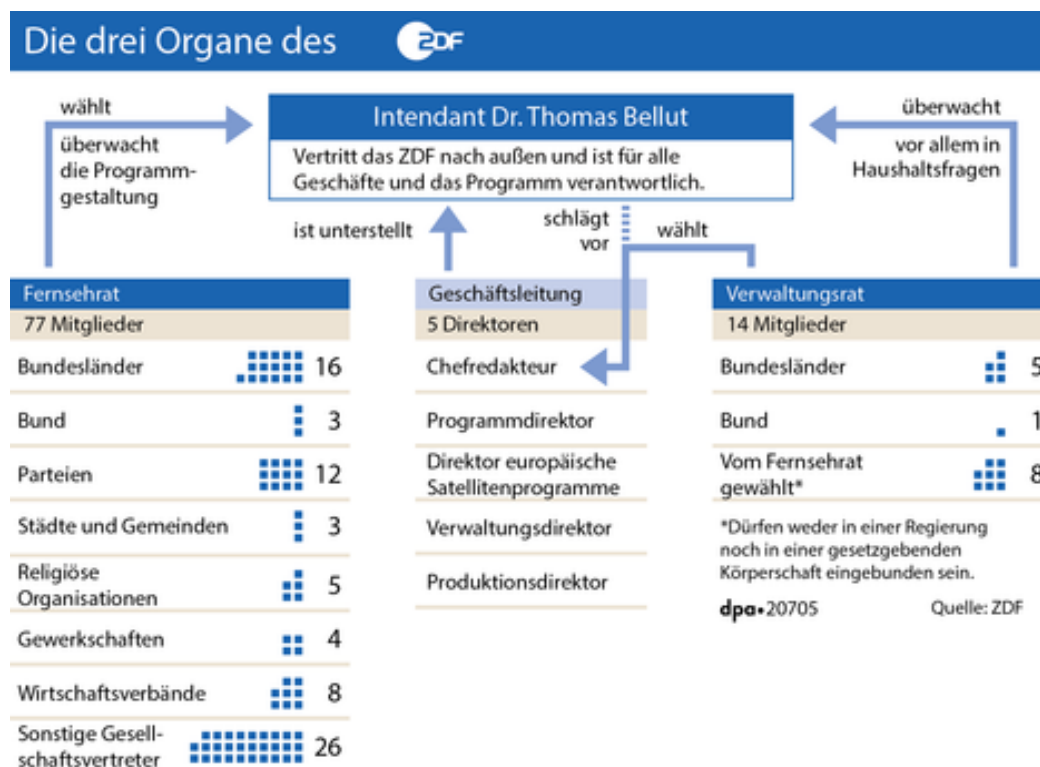 Die drei Organe des ZDF
wählt
überwacht
die Programm-
gestaltung
Intendant Dr. Thomas Bellut
Vertritt das ZDF nach außen und ist für alle
Geschäfte und das Programm verantwortlich.
überwacht
vor allem in
Haushaltsfragen
ist unterstellt
schlägt
vor
wählt
Fernsehrat
77 Mitglieder
Bundesländer 16
Bund 3
Parteien 12
Städte und Gemeinden 3
Religiöse
Organisationen 5
Gewerkschaften 4
Wirtschaftsverbände 8
Sonstige Gesell-
schaftsvertreter 26
Geschäftsleitung
5 Direktoren
Chefredakteur
Programmdirektor
Direktor europäische
Satellitenprogramme
Verwaltungsdirektor
Produktionsdirektor
Verwaltungsrat
14 Mitglieder
Bundesländer 5
Bund 1
Vom Fernsehrat
gewählt* 8
*Dürfen weder in einer Regierung
noch in einer gesetzgebenden
Körperschaft eingebunden sein.
dpa•20705 Quelle: ZDF